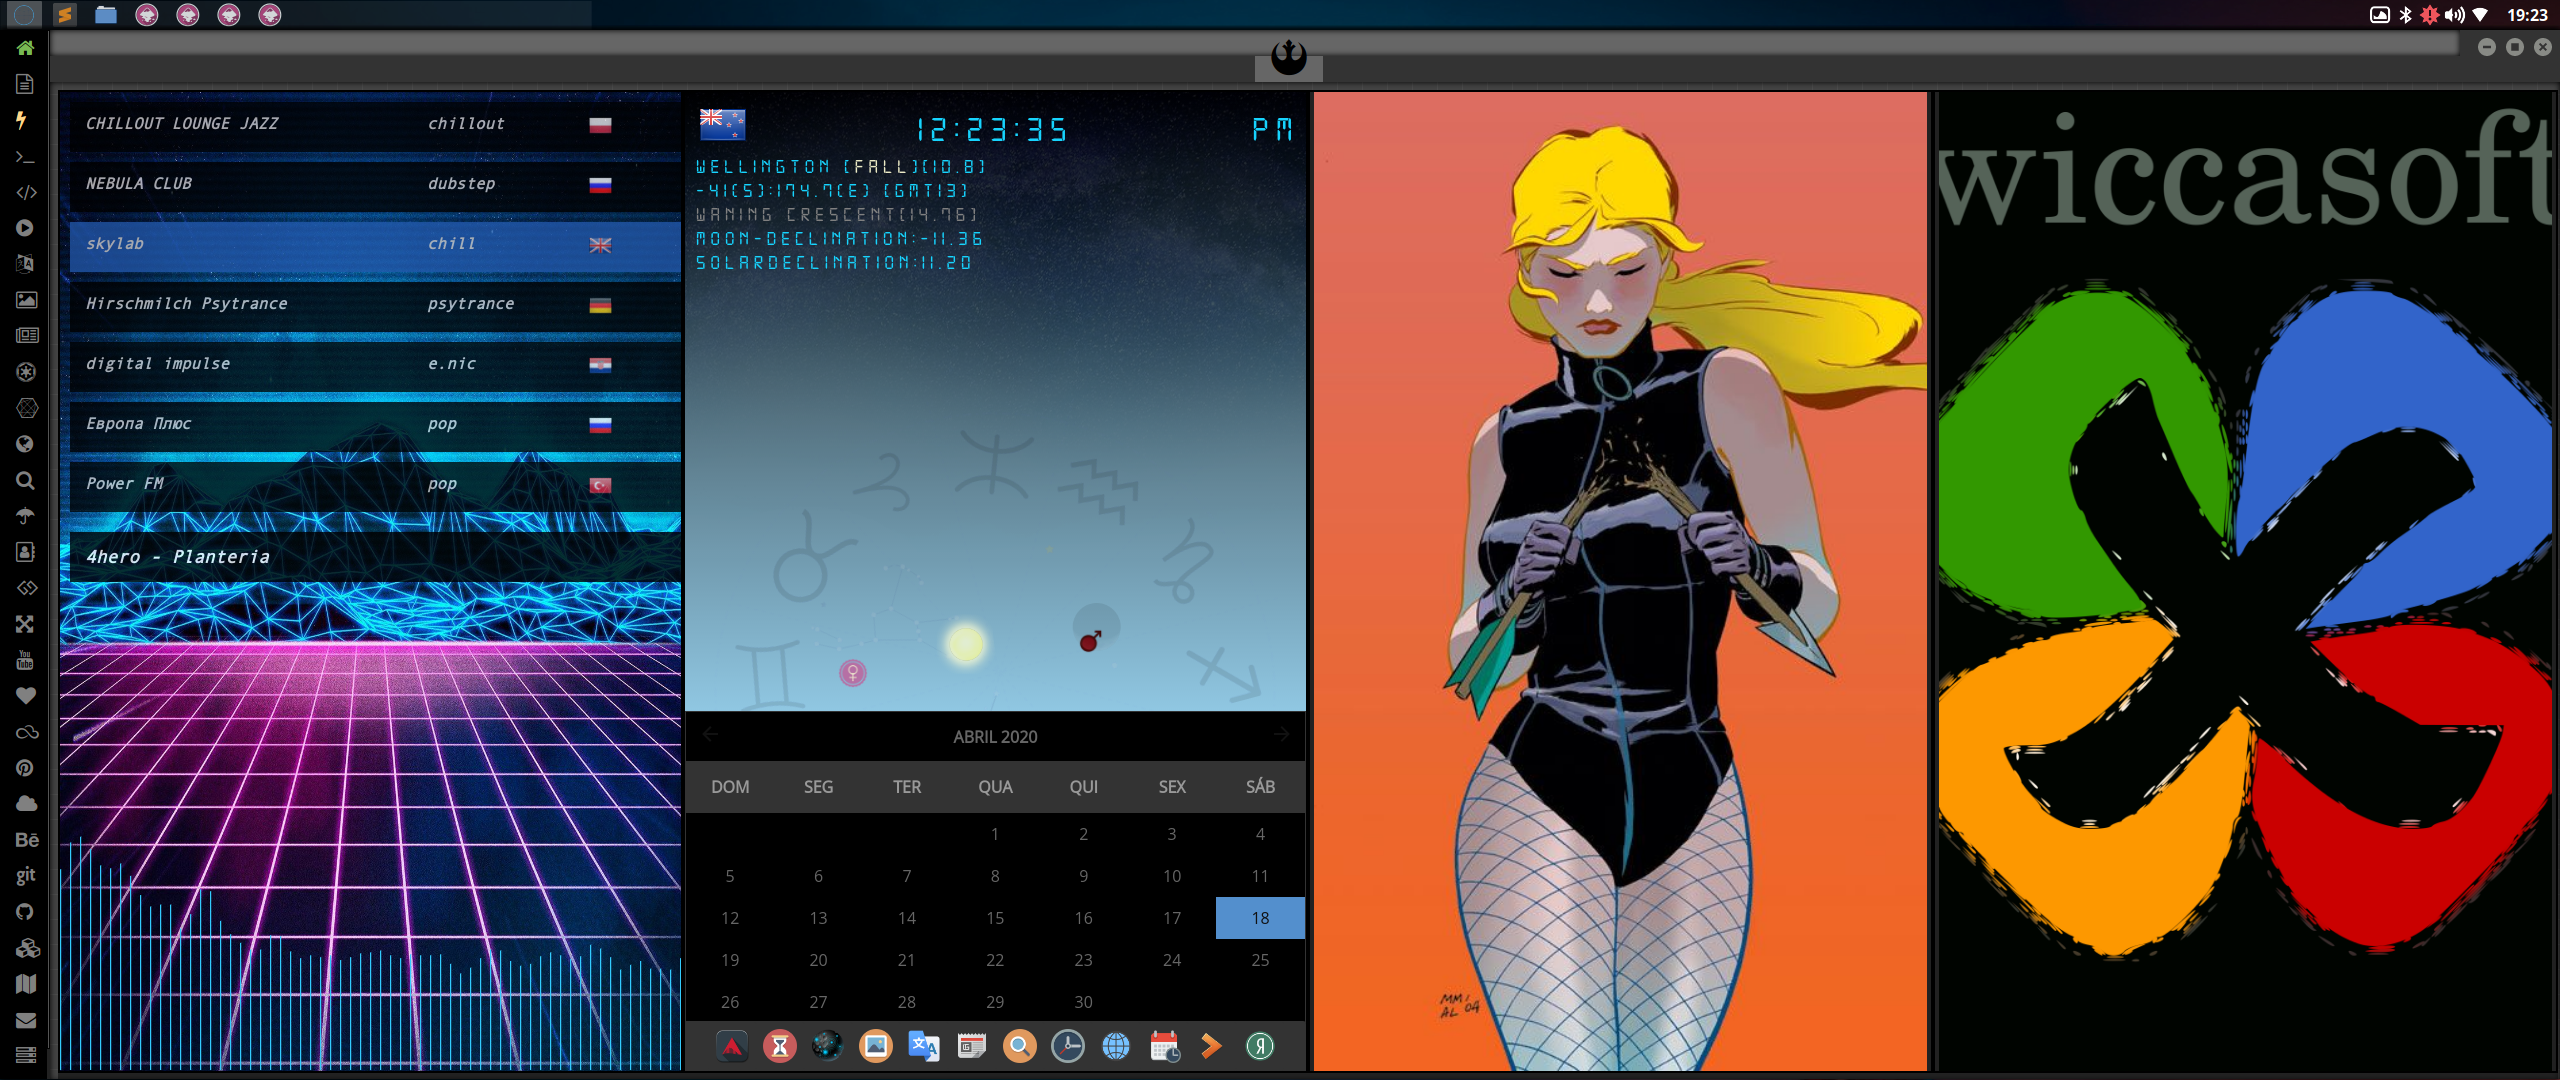 19:23
CHILLOUT LOUNGE JAZZ chillout
NEBULA CLUB dubstep
skylab chill
Hirschmilch Psytrance psytrance
digital impulse e.nic
Европа Плюс pop
Power FM pop
4hero - Planteria
12:23:35 PM
WELLINGTON (FALL)(10.8)
-41(S):174.7(E) (GMT13)
WANING CRESCENT(14.76)
MOON-DECLINATION:-11.36
SOLARDECLINATION:11.20
ABRIL 2020
DOM SEG TER QUA QUI SEX SÁB
1 2 3 4
5 6 7 8 9 10 11
12 13 14 15 16 17 18
19 20 21 22 23 24 25
26 27 28 29 30
You
Tube
Bē
git
wiccasoft